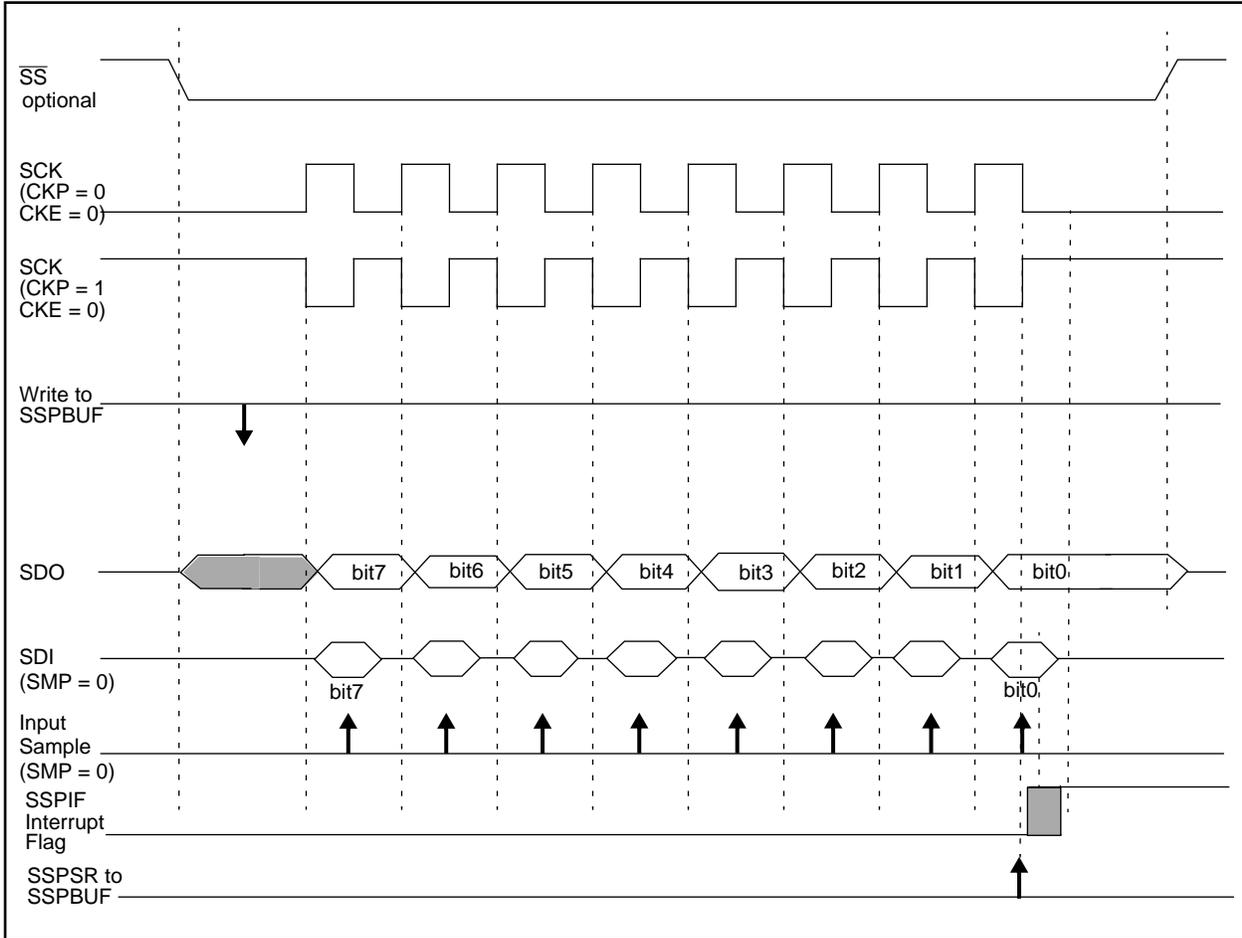 SS
optional
SCK
(CKP = 0
CKE = 0)
SCK
(CKP = 1
CKE = 0)
Write to
SSPBUF
SDO
bit7 bit6 bit5 bit4 bit3 bit2 bit1 bit0
SDI
(SMP = 0)
bit7 bit0
Input
Sample
(SMP = 0)
SSPIF
Interrupt
Flag
SSPSR to
SSPBUF